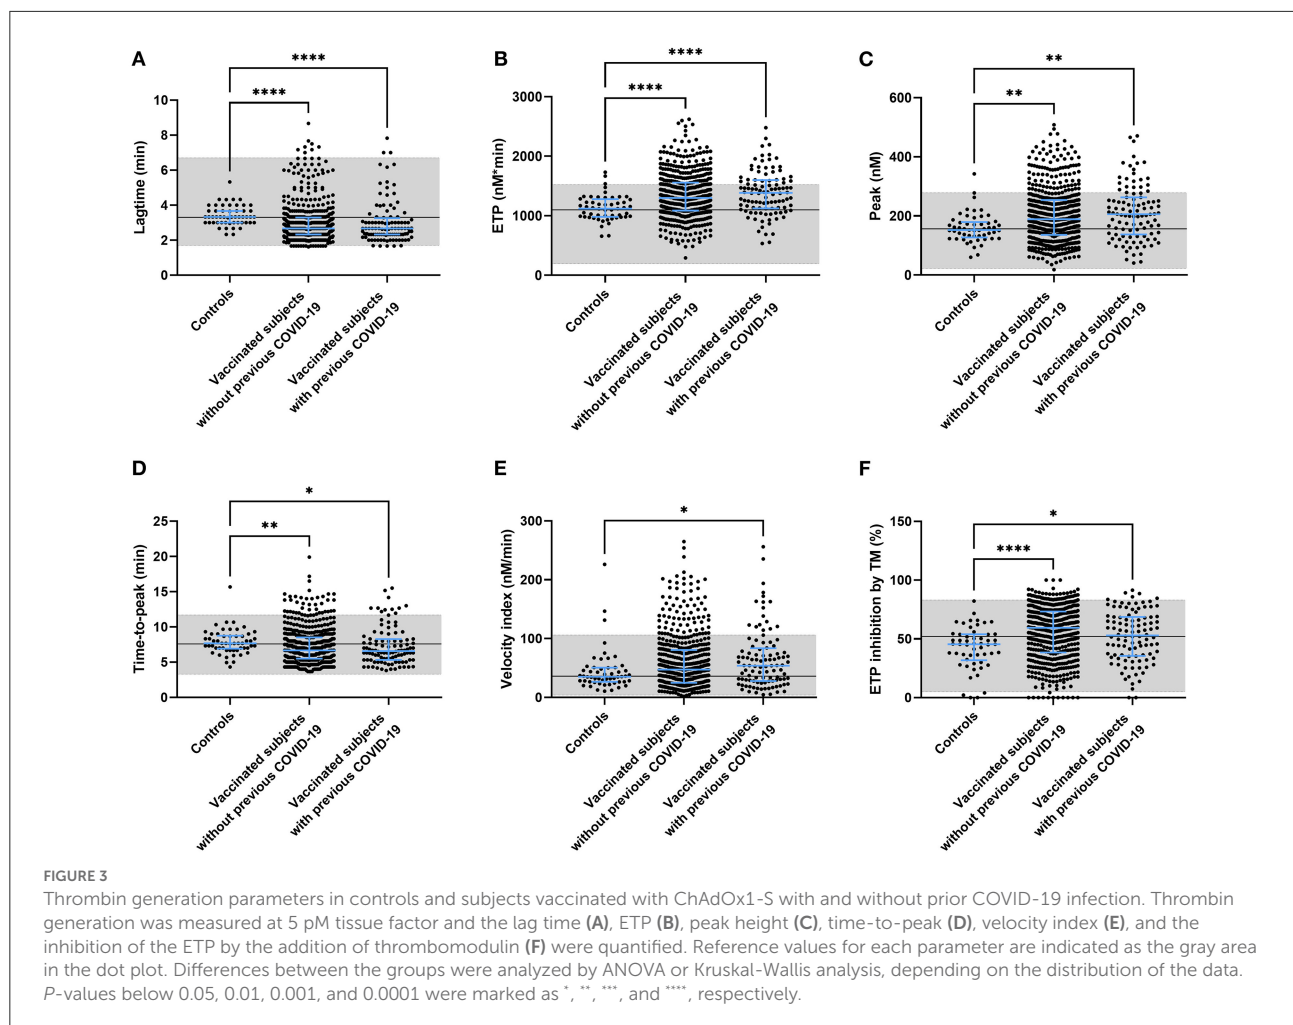 A
****
****
Lagtime (min)
10
8
6
4
2
0
Controls
Vaccinated subjects
without previous COVID-19
Vaccinated subjects
with previous COVID-19
B
****
****
ETP (nM*min)
3000
2000
1000
0
Controls
Vaccinated subjects
without previous COVID-19
Vaccinated subjects
with previous COVID-19
C
**
**
Peak (nM)
600
400
200
0
Controls
Vaccinated subjects
without previous COVID-19
Vaccinated subjects
with previous COVID-19
D
*
**
Time-to-peak (min)
25
20
15
10
5
0
Controls
Vaccinated subjects
without previous COVID-19
Vaccinated subjects
with previous COVID-19
E
*
Velocity index (nM/min)
300
200
100
0
Controls
Vaccinated subjects
without previous COVID-19
Vaccinated subjects
with previous COVID-19
F
*
****
ETP inhibition by TM (%)
150
100
50
0
Controls
Vaccinated subjects
without previous COVID-19
Vaccinated subjects
with previous COVID-19
FIGURE 3
Thrombin generation parameters in controls and subjects vaccinated with ChAdOx1-S with and without prior COVID-19 infection. Thrombin
generation was measured at 5 pM tissue factor and the lag time (A), ETP (B), peak height (C), time-to-peak (D), velocity index (E), and the
inhibition of the ETP by the addition of thrombomodulin (F) were quantified. Reference values for each parameter are indicated as the gray area
in the dot plot. Differences between the groups were analyzed by ANOVA or Kruskal-Wallis analysis, depending on the distribution of the data.
P-values below 0.05, 0.01, 0.001, and 0.0001 were marked as *, **, ***, and ****, respectively.